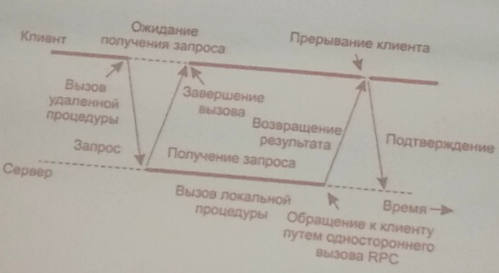 Клиент
Ожидание
получения запроса
Прерывание клиента
Вызов
удаленной
процедуры
Завершение
вызова
Возвращение
результата
Подтверждение
Запрос
Получение запроса
Сервер
Вызов локальной
процедуры
Время
Обращение к клиенту
путем одностороннего
вызова RPC